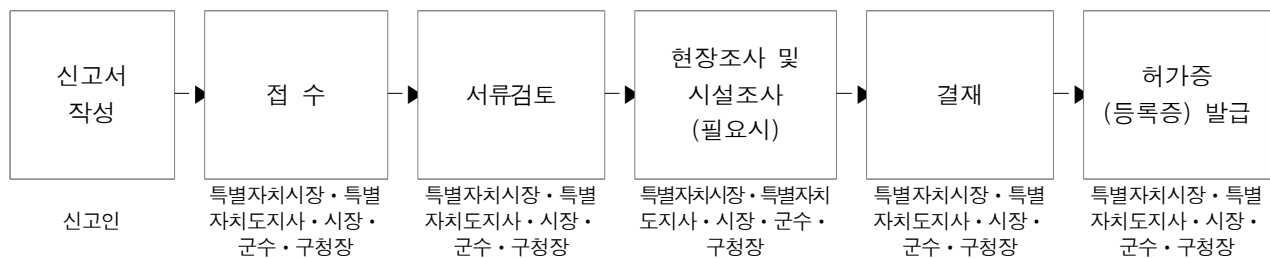 신고서
작성
접 수
서류검토
현장조사 및
시설조사
(필요시)
결재
허가증
(등록증) 발급
신고인
특별자치시장・특별
자치도지사・시장・
군수・구청장
특별자치시장・특별
자치도지사・시장・
군수・구청장
특별자치시장・특별자치
도지사・시장・군수・
구청장
특별자치시장・특별
자치도지사・시장・
군수・구청장
특별자치시장・특별
자치도지사・시장・
군수・구청장